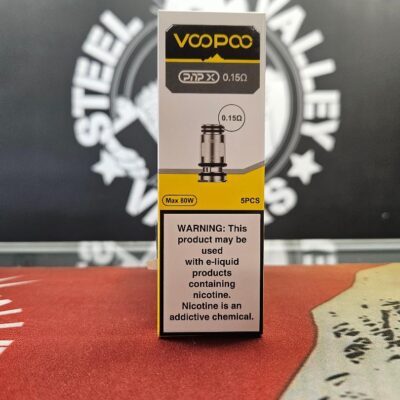 STEEL VALLEY
VAPERS
VOOPOO
PNP X 0.15Ω
0.15Ω
Max 80W
5PCS
WARNING: This
product may be
used
with e-liquid
products
containing
nicotine.
Nicotine is an
addictive chemical.